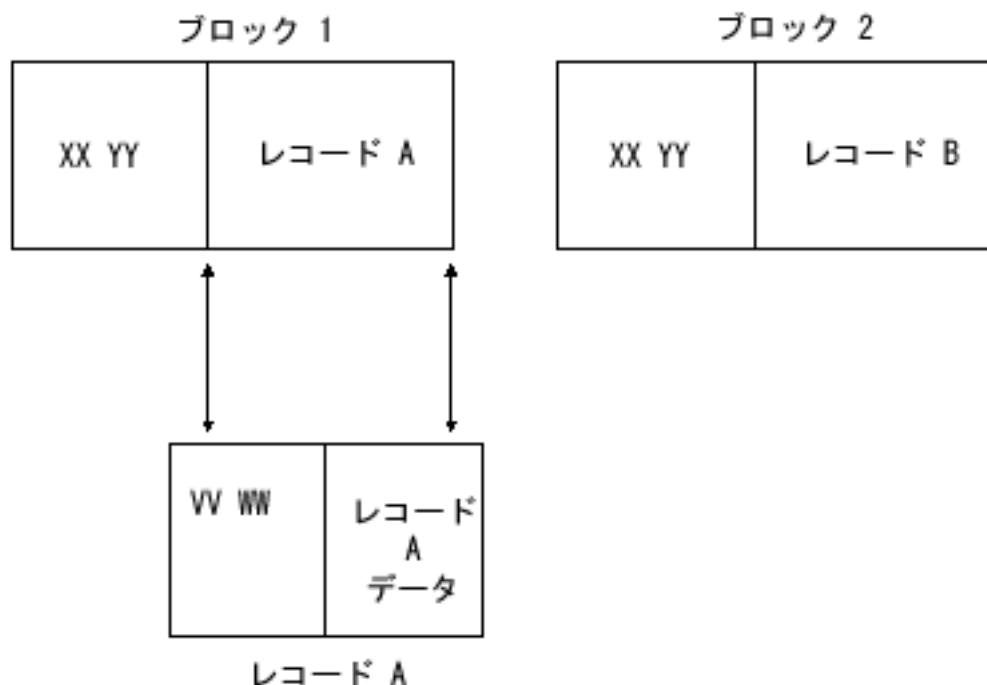 ブロック 1
ブロック 2
XX YY
レコード A
XX YY
レコード B
VV WW
レコード
A
データ
レコード A